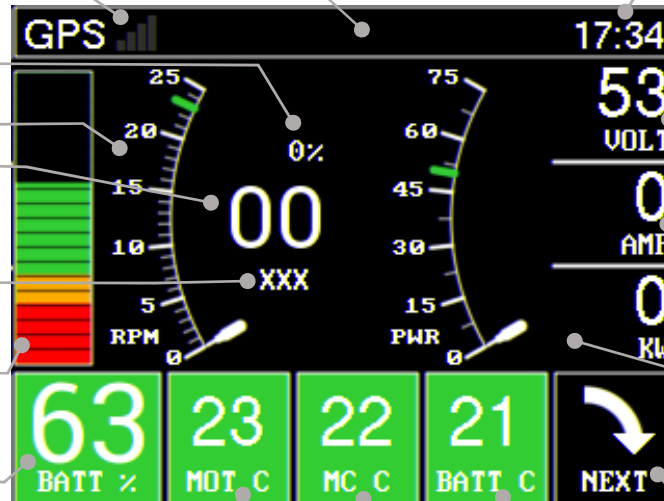 GPS 17:34
25 75 53
20 60 VOLT
0%
15 00 45 0
10 30 AMP
XXX 0
5 15
RPM PWR KW
0 0
63 23 22 21
BATT % MOT C MC C BATT C NEXT